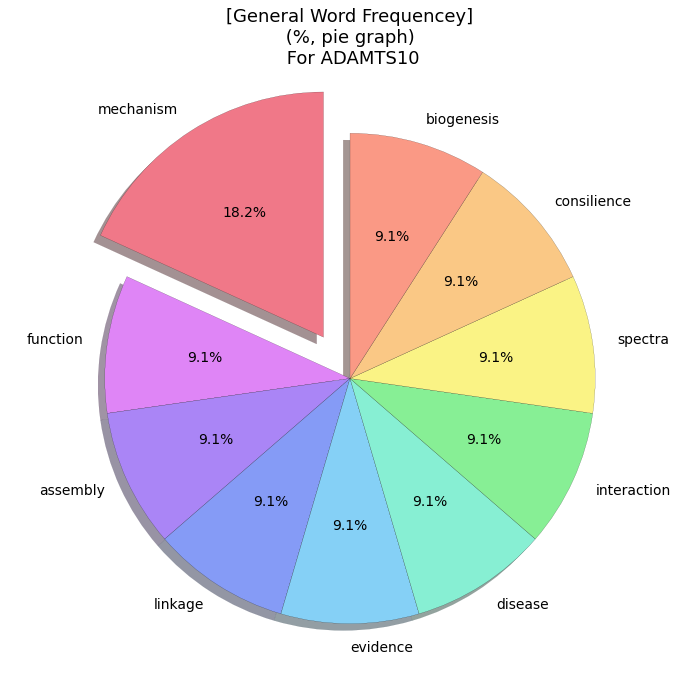 [General Word Frequencey]
(%, pie graph)
For ADAMTS10
mechanism
18.2%
biogenesis
9.1%
consilience
9.1%
spectra
9.1%
interaction
9.1%
disease
9.1%
evidence
9.1%
linkage
9.1%
assembly
9.1%
function
9.1%